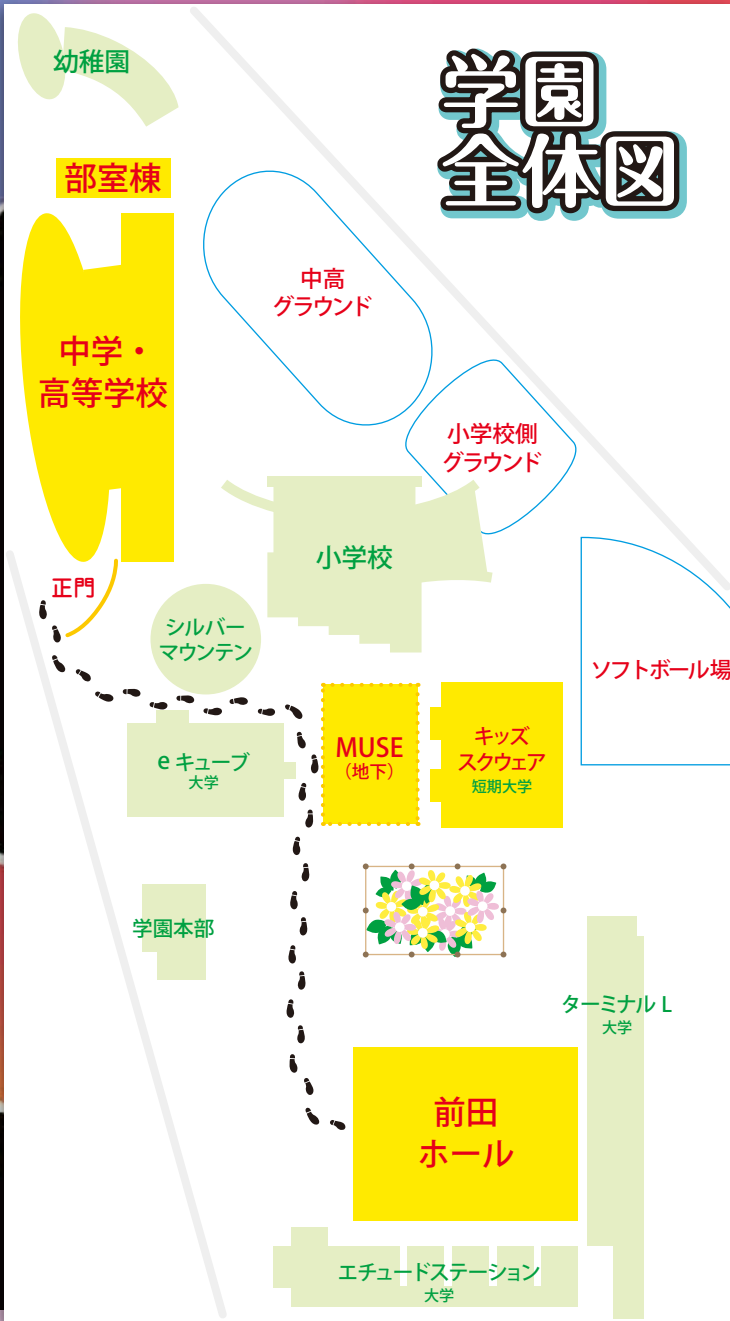 学園
全体図
幼稚園
部室棟
中高
グラウンド
中学・
高等学校
小学校側
グラウンド
小学校
正門
シルバー
マウンテン
ソフトボール場
MUSE
（地下）
キッズ
スクウェア
短期大学
e キューブ
大学
学園本部
ターミナル L
大学
前田
ホール
エチュードステーション
大学